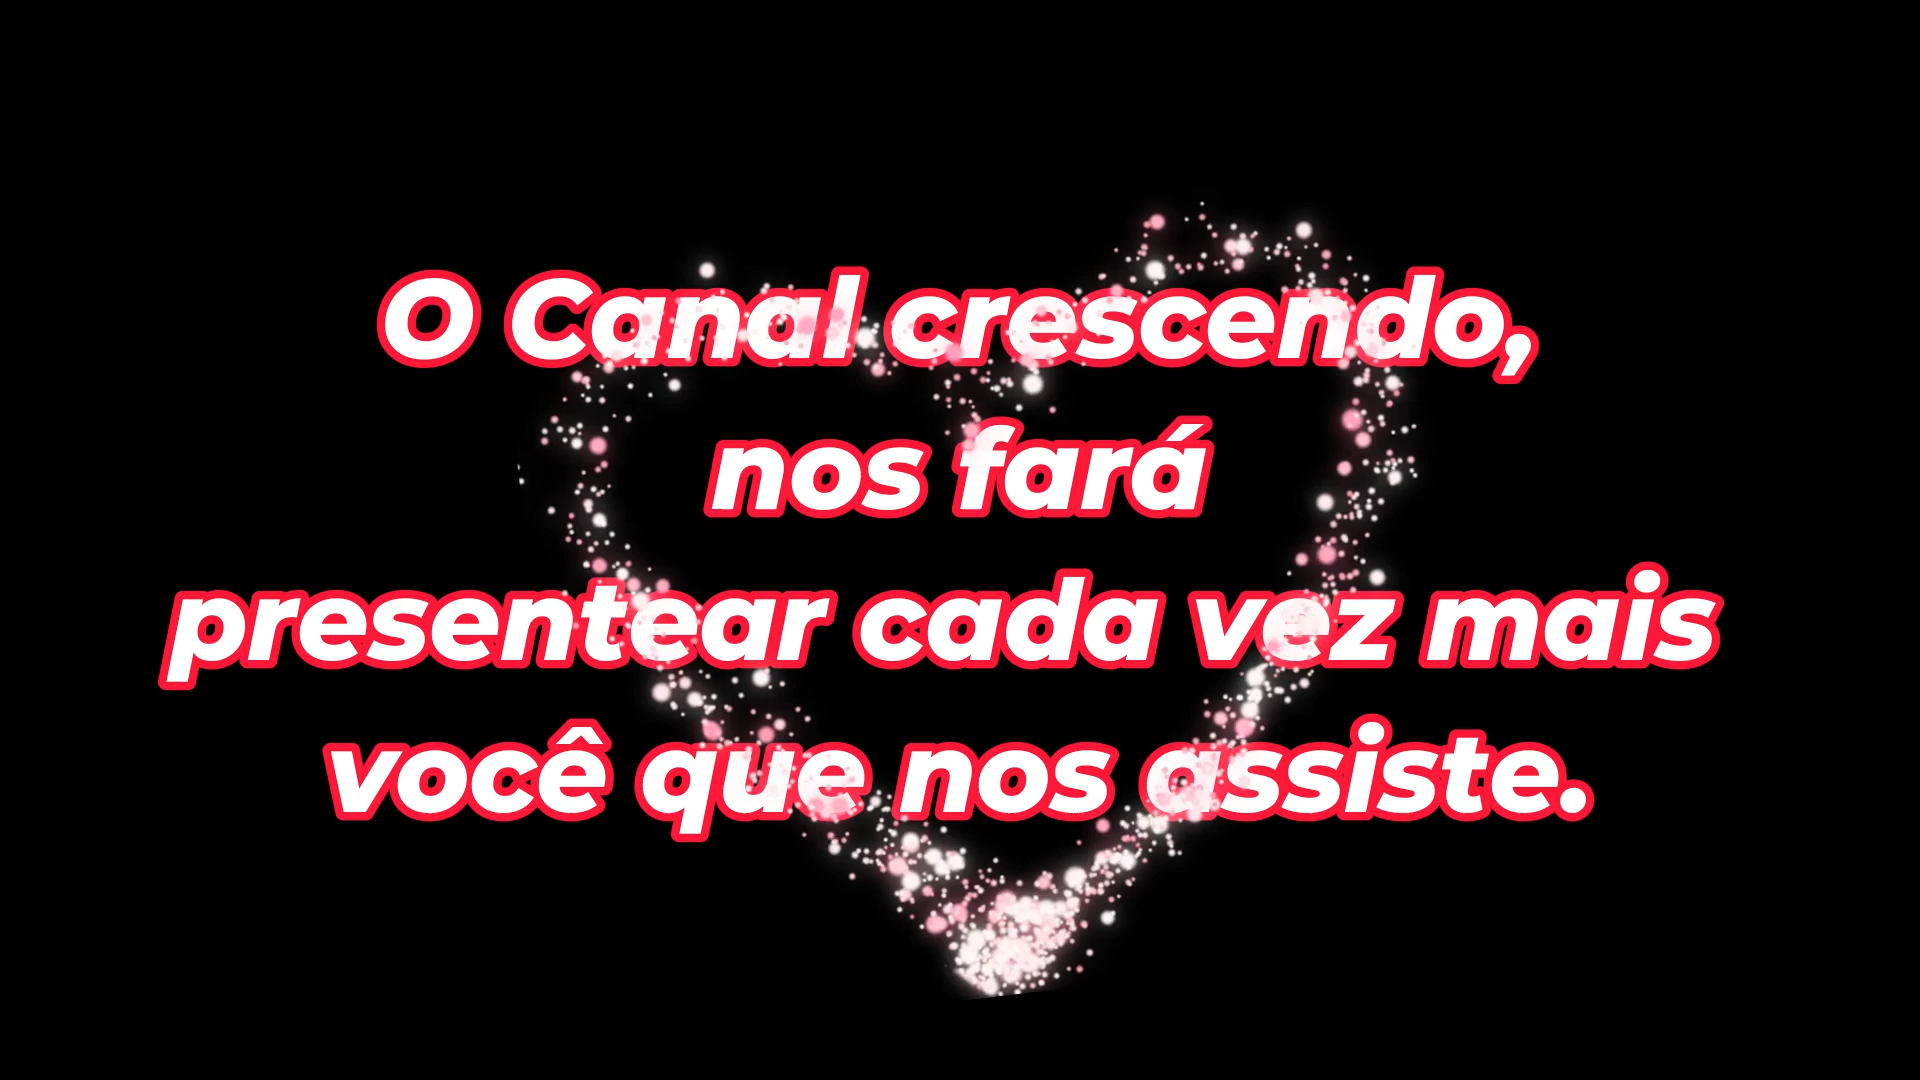 O Canal crescendo,
nos fará
presentear cada vez mais
você que nos assiste.